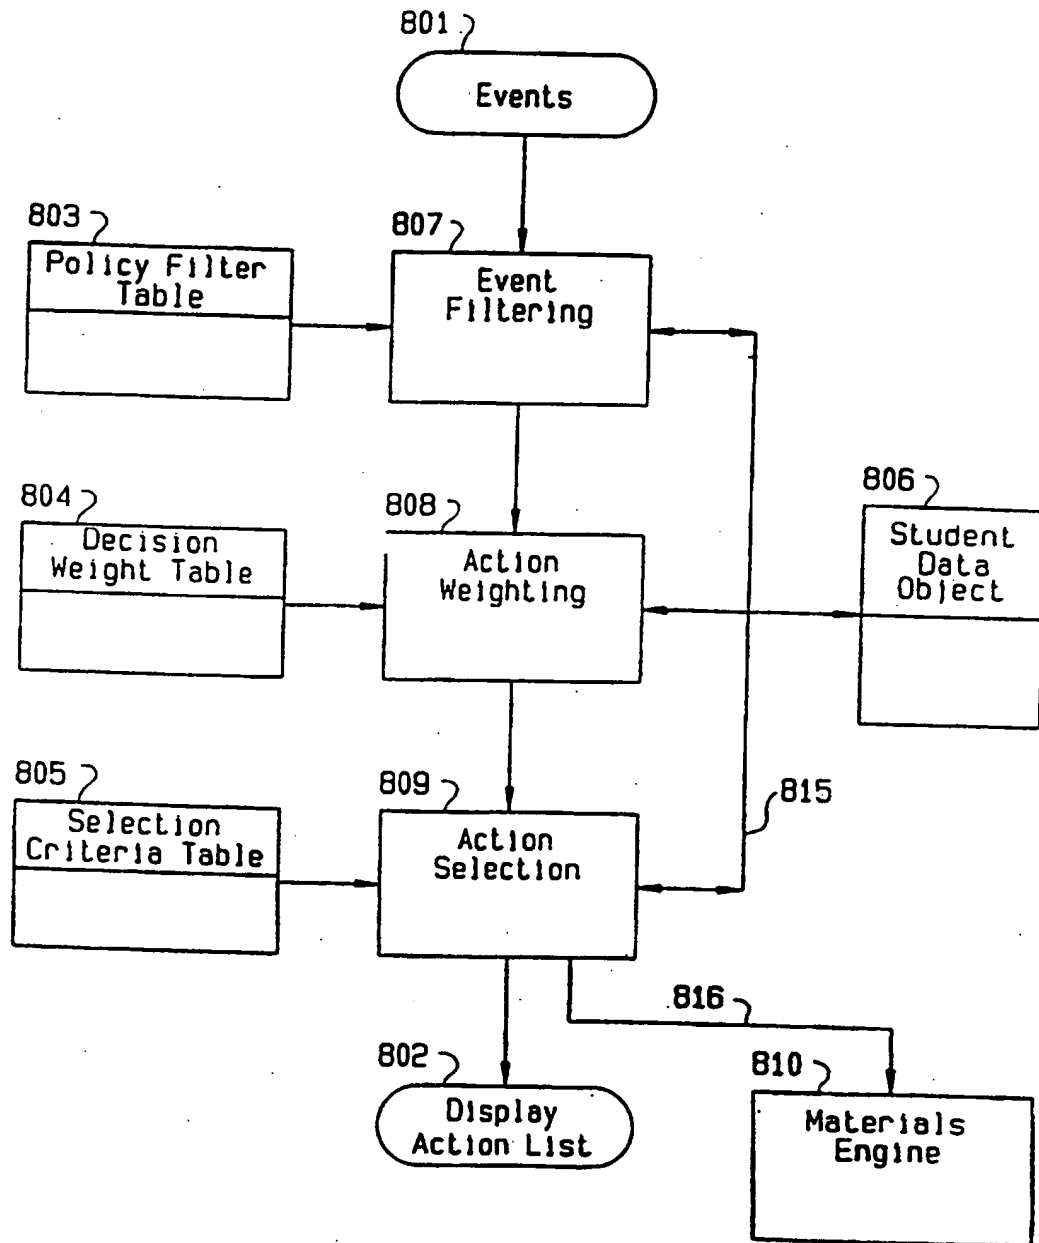 801
Events
803
Policy Filter
Table
807
Event
Filtering
804
Decision
Weight Table
808
Action
Weighting
806
Student
Data
Object
805
Selection
Criteria Table
809
Action
Selection
815
816
802
Display
Action List
810
Materials
Engine